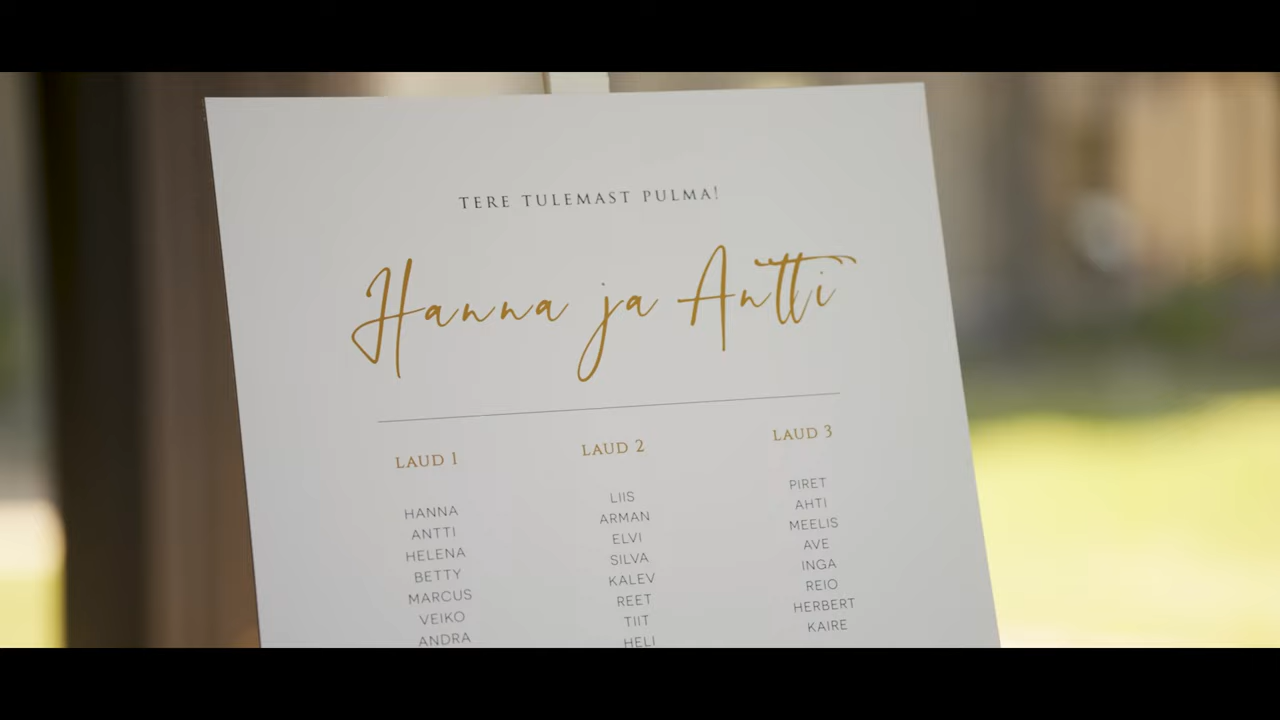 TERE TULEMAST PULMA!
Hanna ja Antti
LAUD 1
HANNA
ANTTI
HELENA
BETTY
MARCUS
VEIKO
ANDRA
LAUD 2
LIIS
ARMAN
ELVI
SILVA
KALEV
REET
TIIT
HELI
LAUD 3
PIRET
AHTI
MEELIS
AVE
INGA
REIO
HERBERT
KAIRE